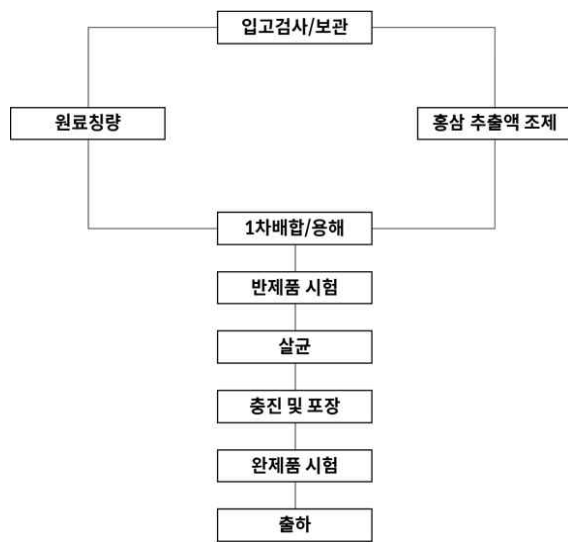 입고검사/보관
원료칭량
홍삼 추출액 조제
1차배합/용해
반제품 시험
살균
충진 및 포장
완제품 시험
출하